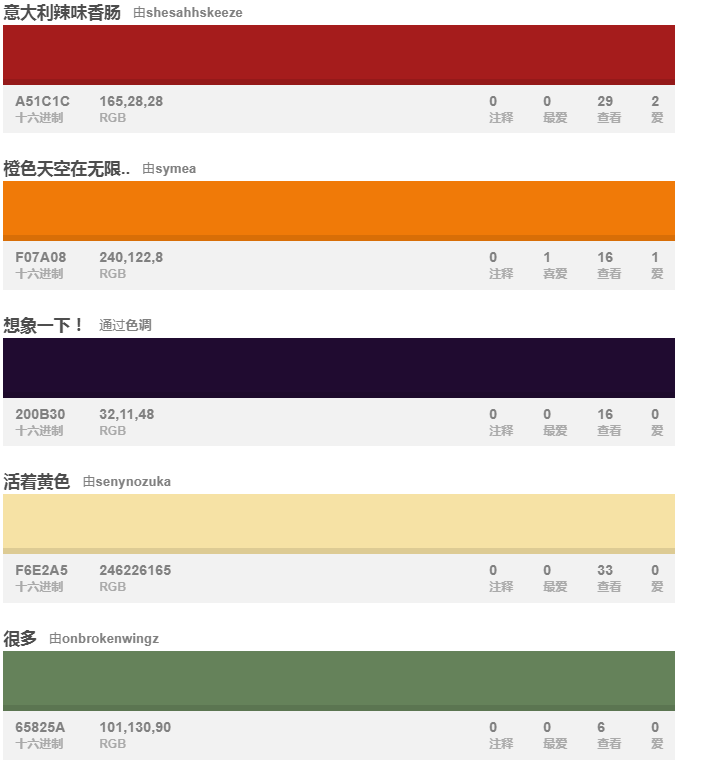 意大利辣味香肠 由shesahhskeeze
A51C1C 165,28,28 0 0 29 2
十六进制 RGB 注释 最爱 查看 爱
橙色天空在无限.. 由symea
F07A08 240,122,8 0 1 16 1
十六进制 RGB 注释 喜爱 查看 爱
想象一下！ 通过色调
200B30 32,11,48 0 0 16 0
十六进制 RGB 注释 最爱 查看 爱
活着黄色 由senynozuka
F6E2A5 246226165 0 0 33 0
十六进制 RGB 注释 最爱 查看 爱
很多 由onbrokenwingz
65825A 101,130,90 0 0 6 0
十六进制 RGB 注释 最爱 查看 爱